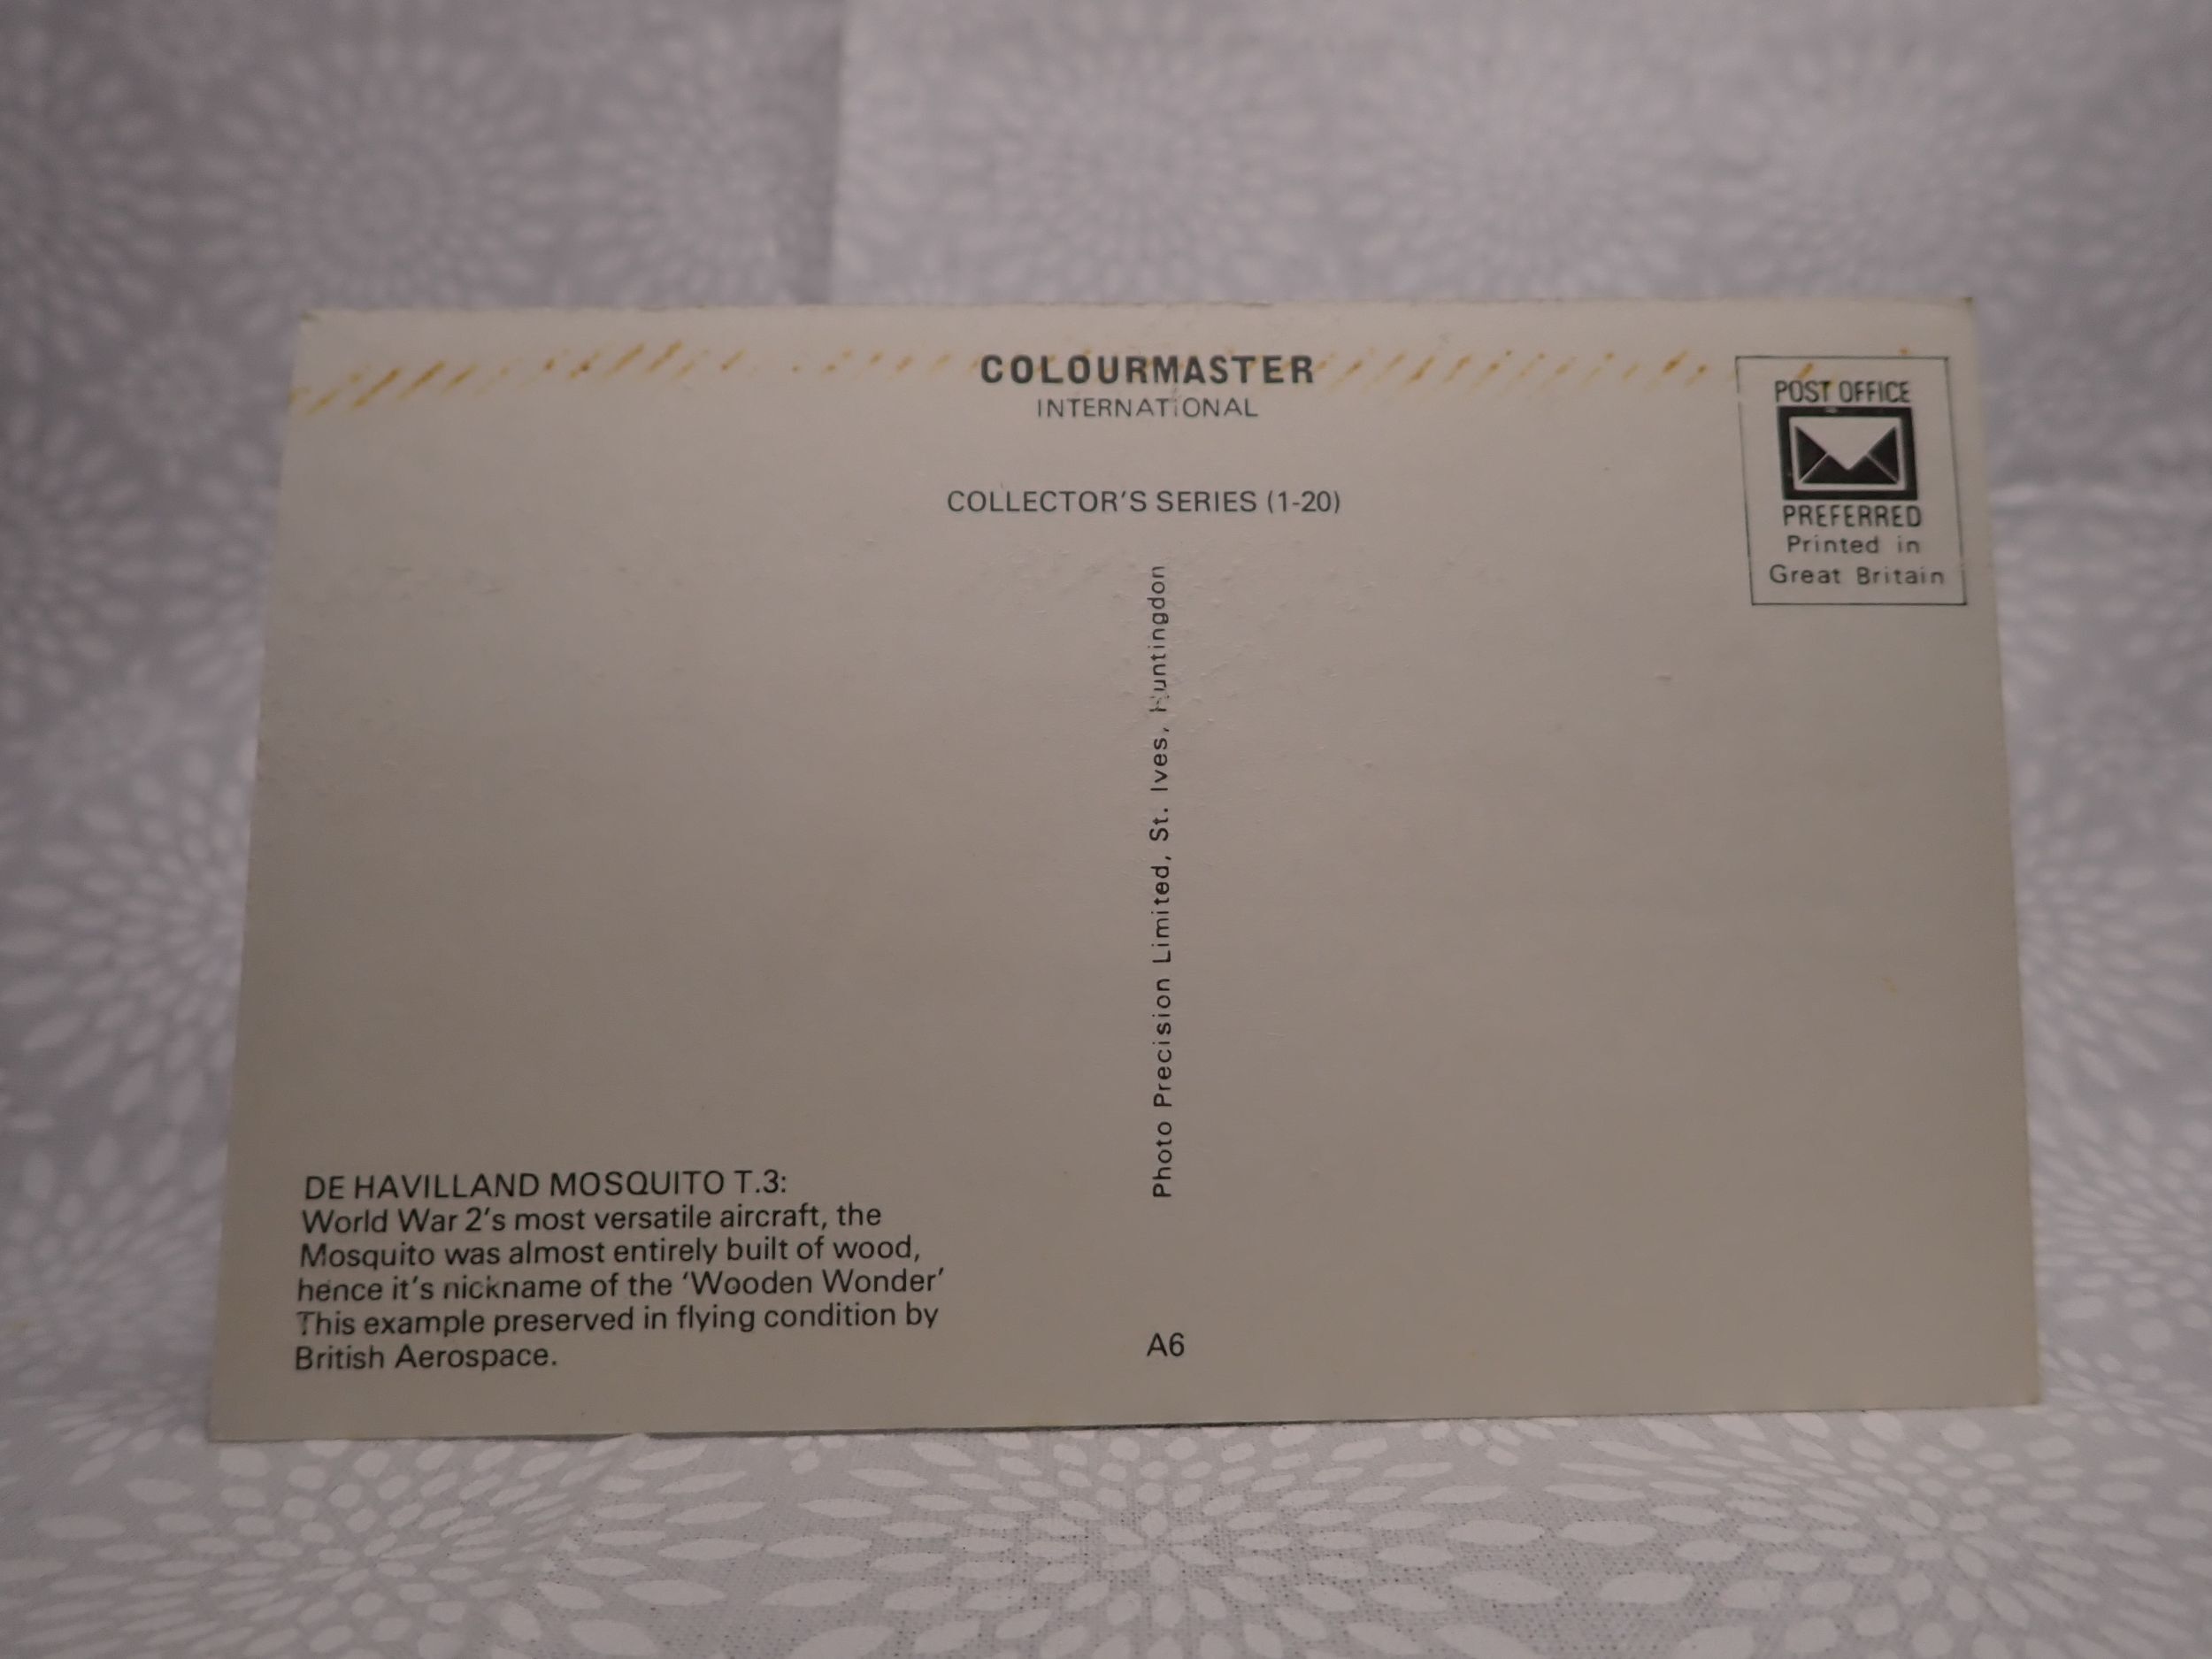 COLOURMASTER
INTERNATIONAL
COLLECTOR'S SERIES (1-20)
POST OFFICE
PREFERRED
Printed in
Great Britain
Photo Precision Limited, St. Ives, Huntingdon
DE HAVILLAND MOSQUITO T.3:
World War 2's most versatile aircraft, the
Mosquito was almost entirely built of wood,
hence it's nickname of the 'Wooden Wonder'
This example preserved in flying condition by
British Aerospace.
A6